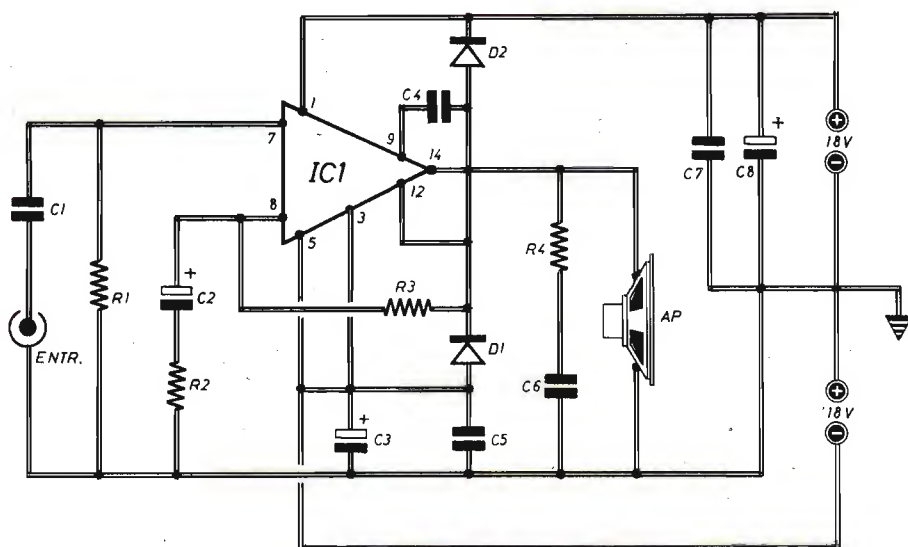 1
D2
C4
7
9
14
+
+
18V
−
IC1
12
C7
C8
C1
8
5
3
+
R4
R1
C2
R3
AP
ENTR.
R2
D1
C6
+
18V
−
+
C3
C5